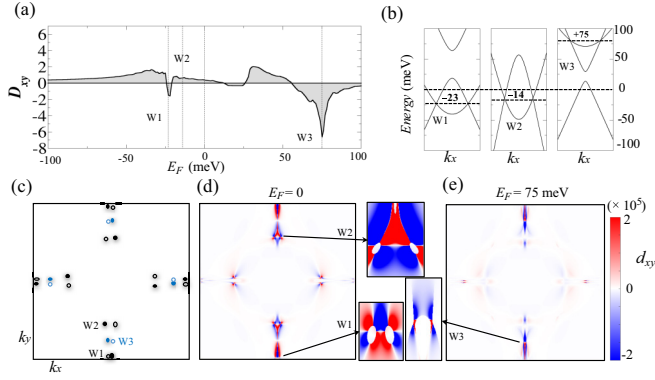 (a)
6
4
2
0
-2
-4
-6
-8
D_xy
W2
W1
W3
-100
-50
0
50
100
E_F (meV)
(b)
Energy (meV)
+75
W3
−23
W1
−14
W2
100
50
0
-50
-100
k_x
k_x
k_x
(c)
W2
W3
W1
k_y
k_x
(d)
E_F = 0
W2
W1
(e)
E_F = 75 meV
W3
(× 10^5)
2
1
0
-1
-2
d_xy